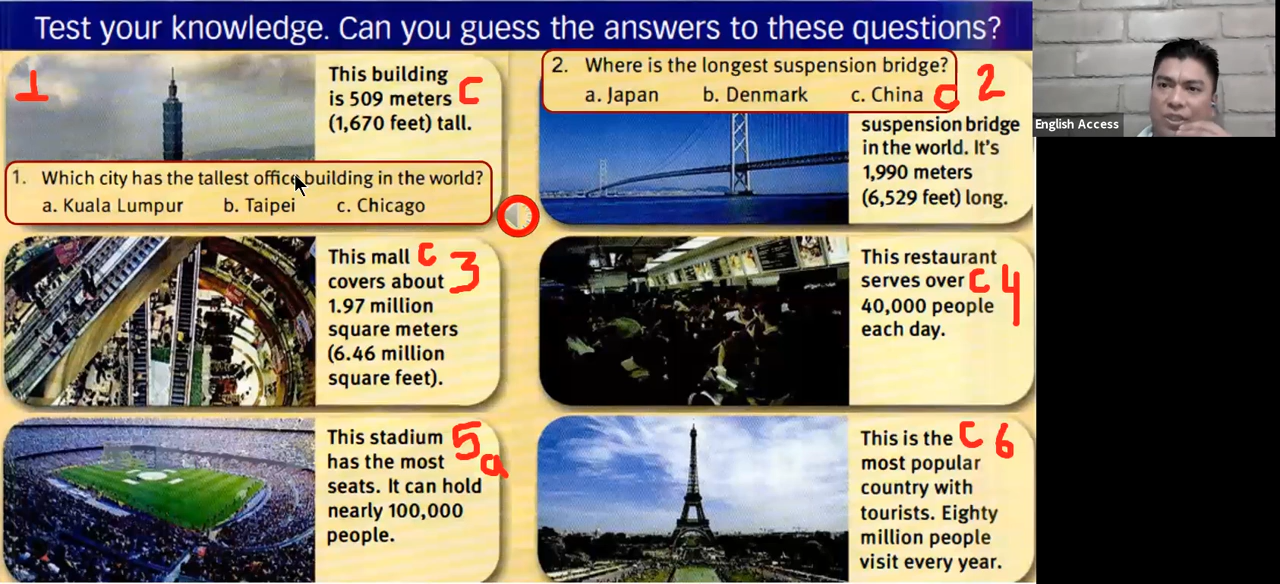 Test your knowledge. Can you guess the answers to these questions?
1
This building
is 509 meters
(1,670 feet) tall.
C
1. Which city has the tallest office building in the world?
a. Kuala Lumpur b. Taipei c. Chicago
2. Where is the longest suspension bridge?
a. Japan b. Denmark c. China
2
suspension bridge
in the world. It's
1,990 meters
(6,529 feet) long.
This mall
covers about
1.97 million
square meters
(6.46 million
square feet).
C
3
This restaurant
serves over
40,000 people
each day.
C 4
This stadium
has the most
seats. It can hold
nearly 100,000
people.
5
a
This is the
most popular
country with
tourists. Eighty
million people
visit every year.
C 6
English Access